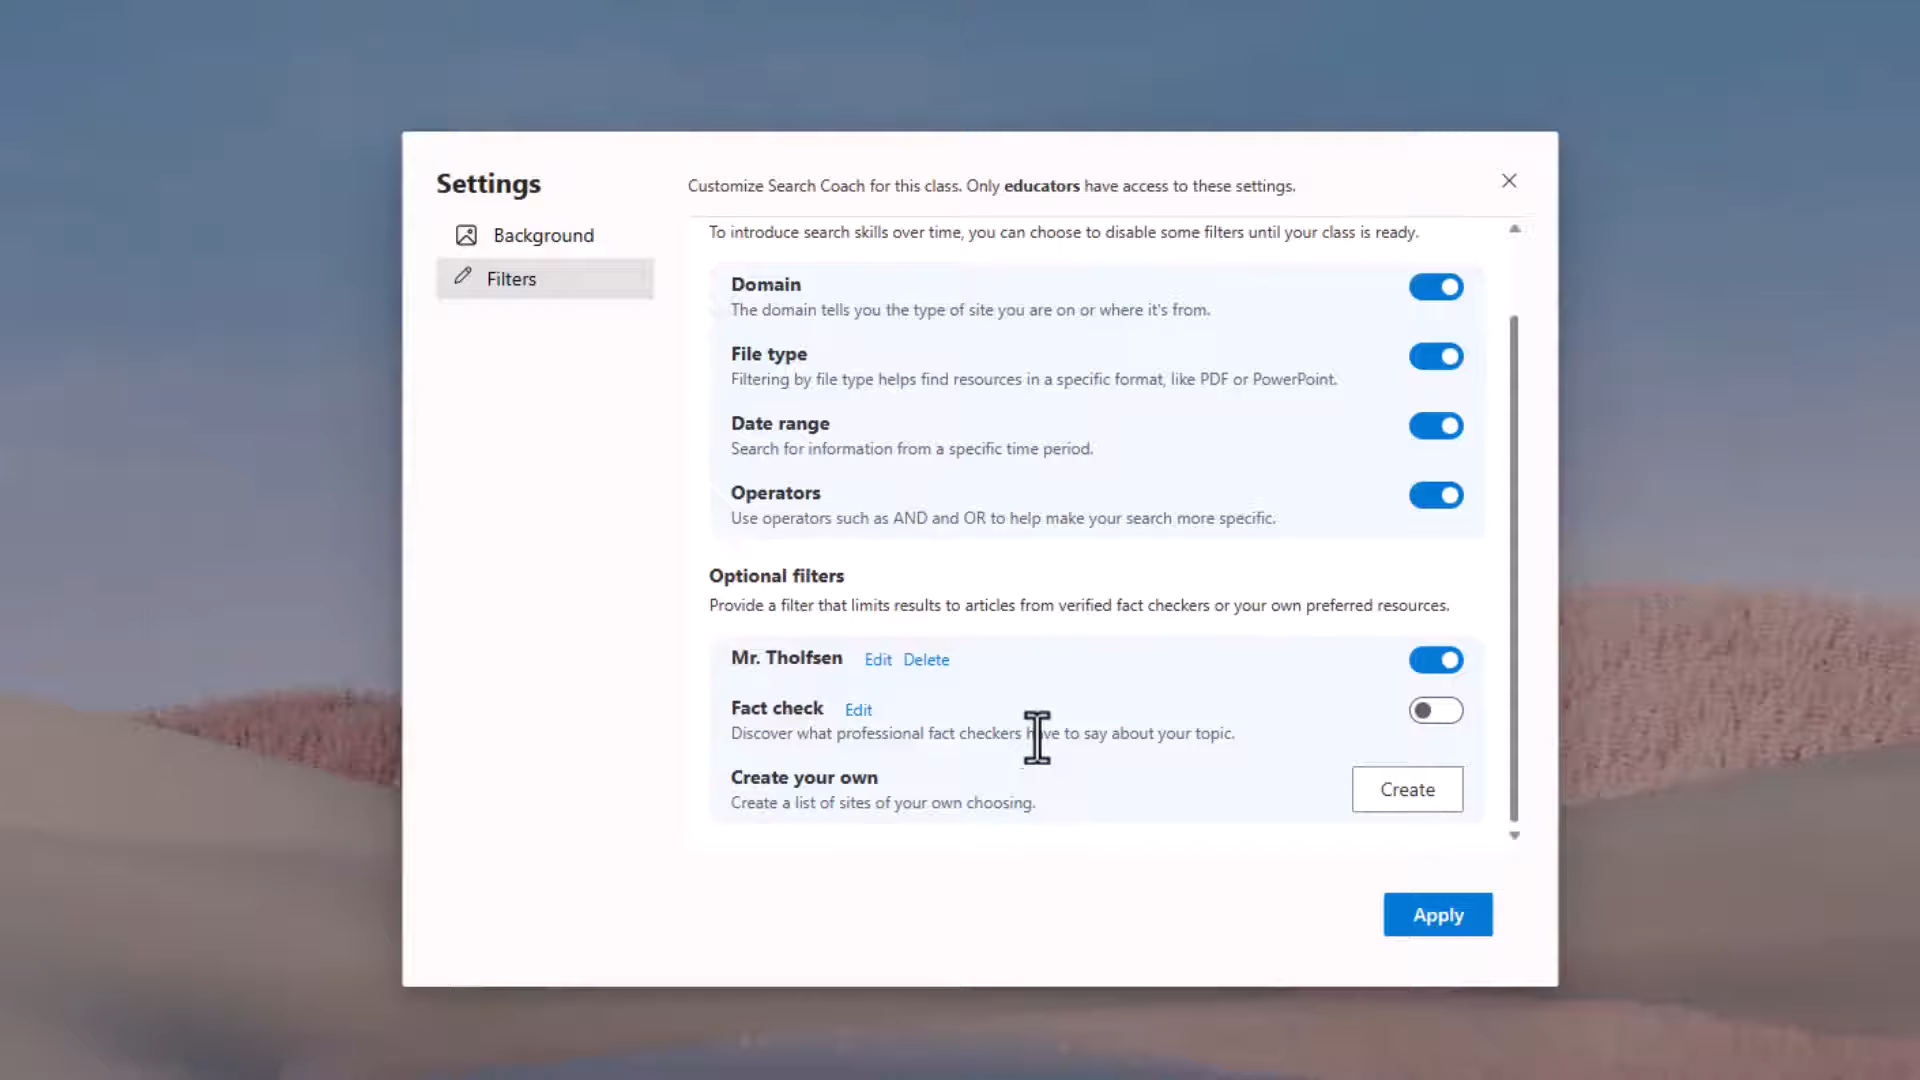 Settings
Background
Filters
Customize Search Coach for this class. Only educators have access to these settings.
To introduce search skills over time, you can choose to disable some filters until your class is ready.
Domain
The domain tells you the type of site you are on or where it's from.
File type
Filtering by file type helps find resources in a specific format, like PDF or PowerPoint.
Date range
Search for information from a specific time period.
Operators
Use operators such as AND and OR to help make your search more specific.
Optional filters
Provide a filter that limits results to articles from verified fact checkers or your own preferred resources.
Mr. Tholfsen Edit Delete
Fact check Edit
Discover what professional fact checkers have to say about your topic.
Create your own
Create a list of sites of your own choosing.
Create
Apply